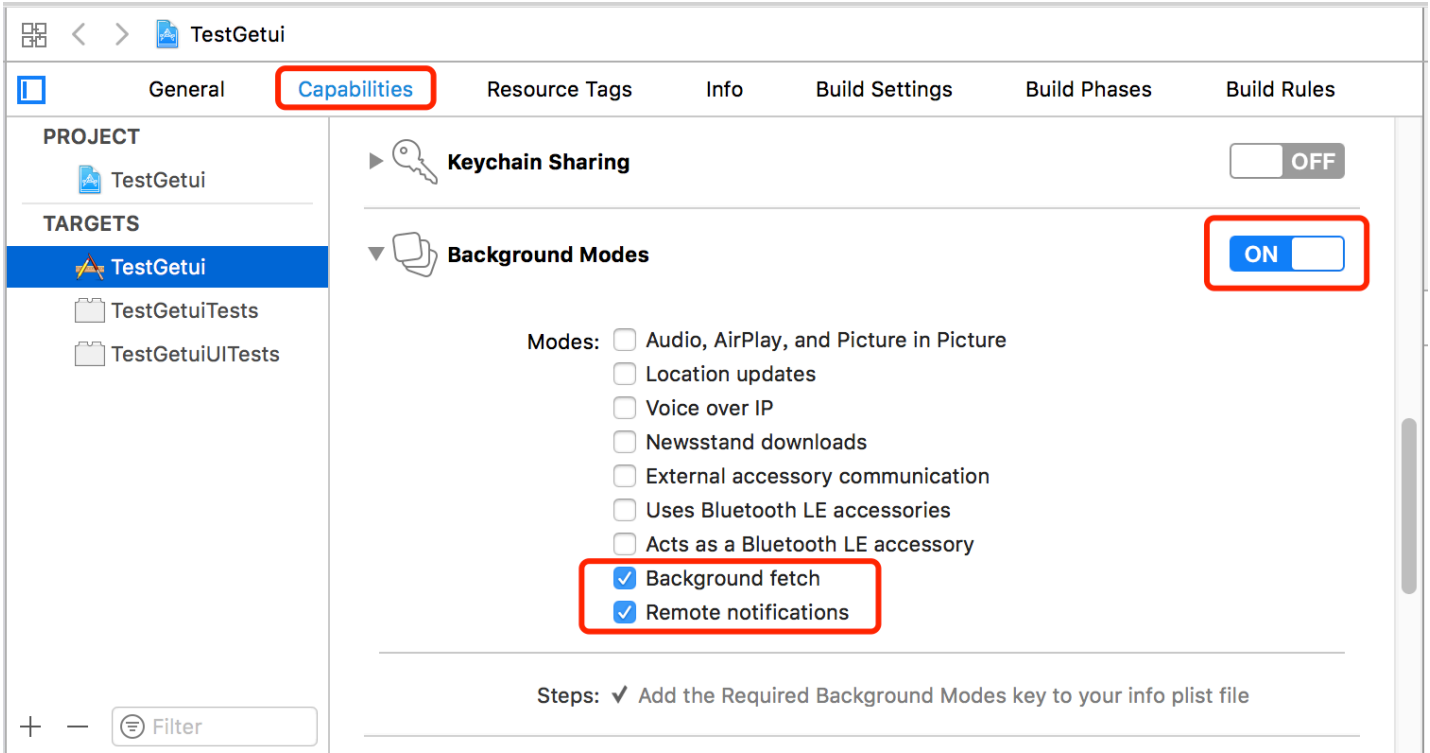 TestGetui
General Capabilities Resource Tags Info Build Settings Build Phases Build Rules
PROJECT
TestGetui
TARGETS
TestGetui
TestGetuiTests
TestGetuiUITests
Keychain Sharing OFF
Background Modes ON
Modes: Audio, AirPlay, and Picture in Picture
Location updates
Voice over IP
Newsstand downloads
External accessory communication
Uses Bluetooth LE accessories
Acts as a Bluetooth LE accessory
Background fetch
Remote notifications
Steps: ✓ Add the Required Background Modes key to your info plist file
Filter